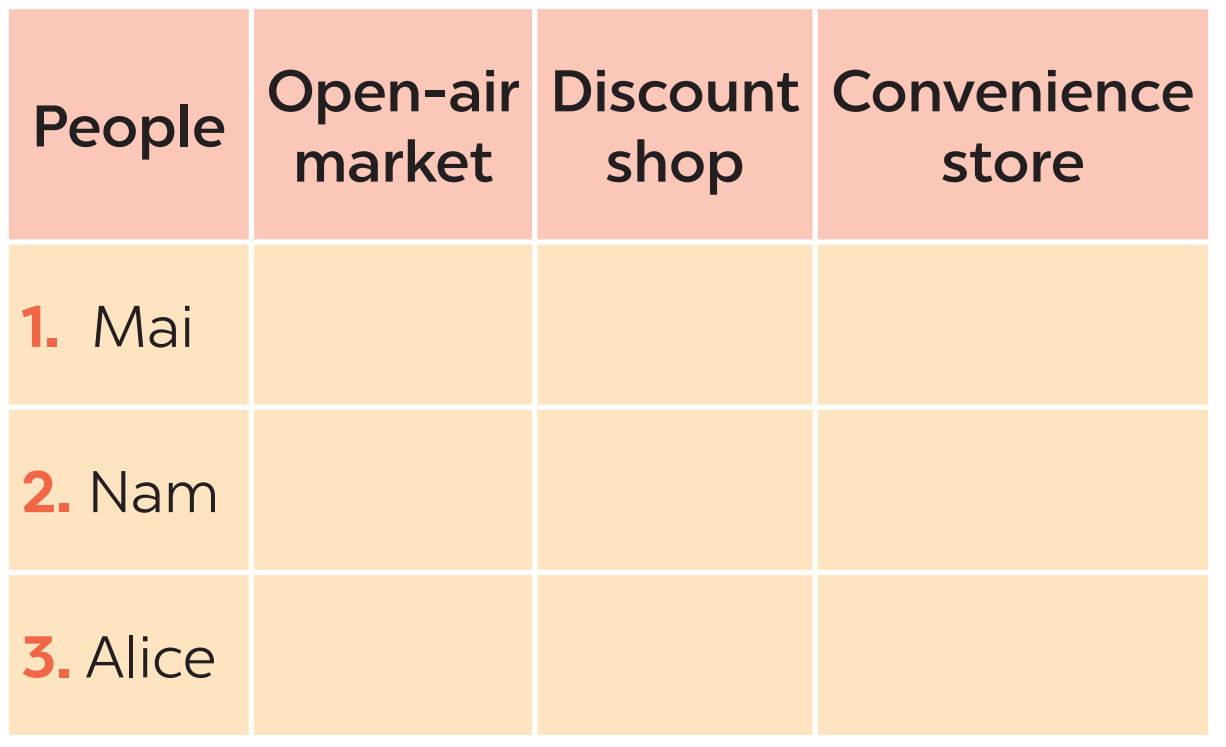 People
Open-air
market
Discount
shop
Convenience
store
1. Mai
2. Nam
3. Alice